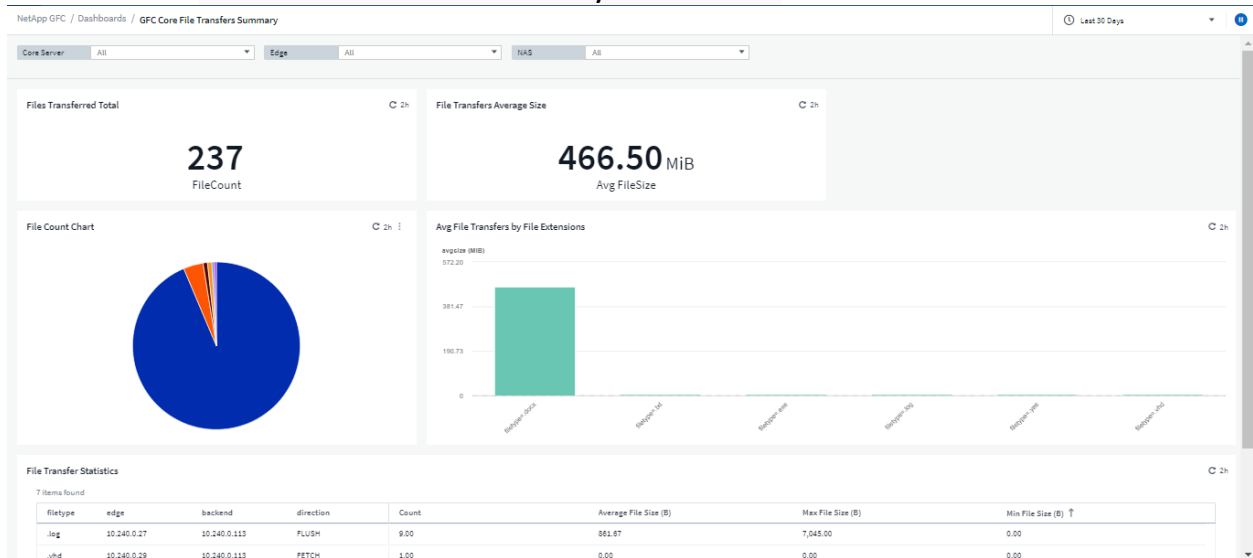 NetApp GFC / Dashboards / GFC Core File Transfers Summary
Last 30 Days
Core Server All
Edge All
NAS All
Files Transferred Total
2h
237
FileCount
File Transfers Average Size
2h
466.50 MiB
Avg FileSize
File Count Chart
2h
Avg File Transfers by File Extensions
2h
avgsize (MiB)
572.20
381.47
190.73
0
filetype=.docx
filetype=.txt
filetype=.exe
filetype=.log
filetype=.yes
filetype=.vhd
File Transfer Statistics
2h
7 items found
filetype edge backend direction Count Average File Size (B) Max File Size (B) Min File Size (B) ↑
.log 10.240.0.27 10.240.0.113 FLUSH 9.00 861.67 7,045.00 0.00
.vhd 10.240.0.29 10.240.0.113 FETCH 1.00 0.00 0.00 0.00